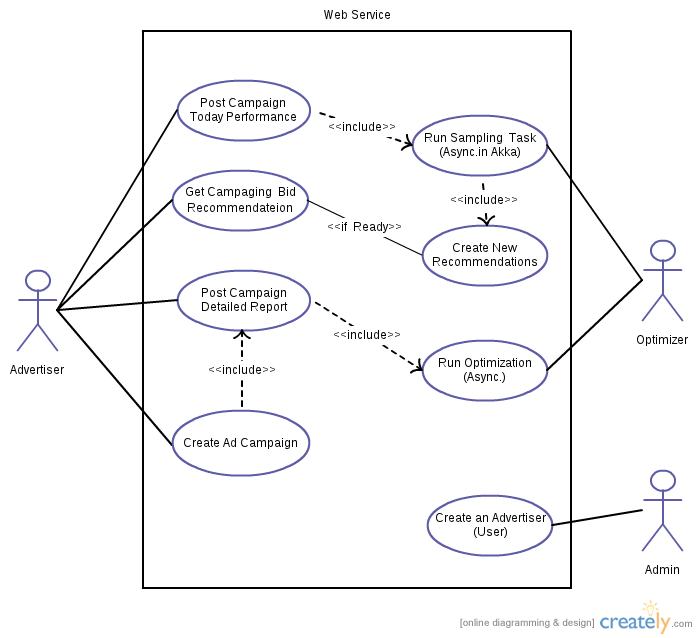 Web Service
Post Campaign
Today Performance
<<include>>
Run Sampling Task
(Async.in Akka)
Get Campaging Bid
Recommendateion
<<include>>
<<if Ready>>
Create New
Recommendations
Post Campaign
Detailed Report
<<include>>
Optimizer
Advertiser
<<include>>
Run Optimization
(Async.)
Create Ad Campaign
Create an Advertiser
(User)
Admin
[online diagramming & design] creately.com